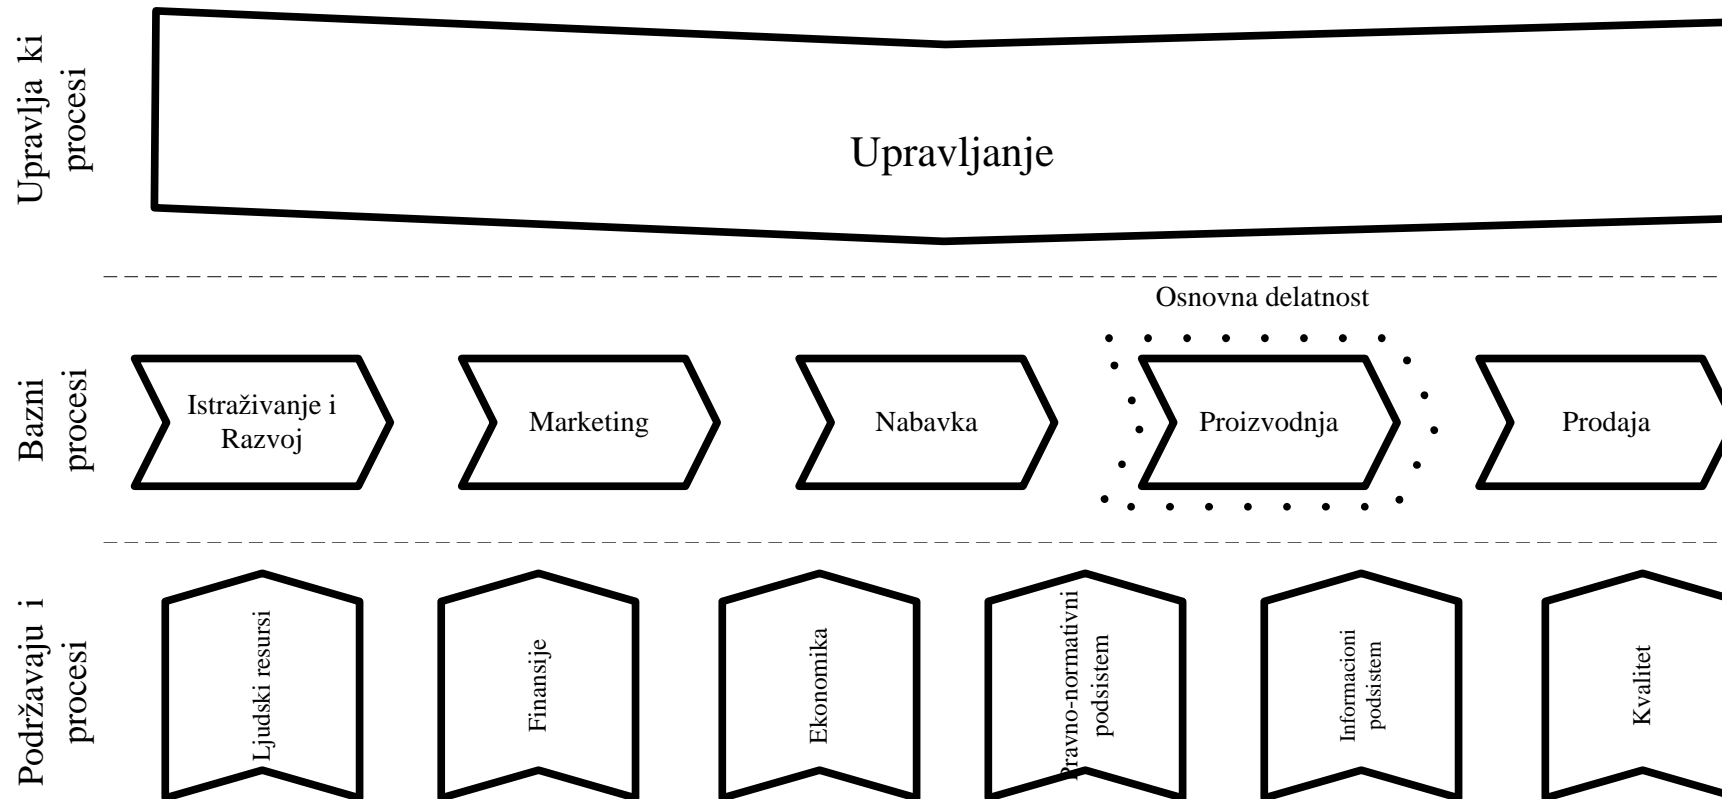 Upravlja ki
procesi
Upravljanje
Osnovna delatnost
Bazni
procesi
Istraživanje i
Razvoj
Marketing
Nabavka
Proizvodnja
Prodaja
Podržavaju i
procesi
Ljudski resursi
Finansije
Ekonomika
Pravno-normativni
podsistem
Informacioni
podsistem
Kvalitet